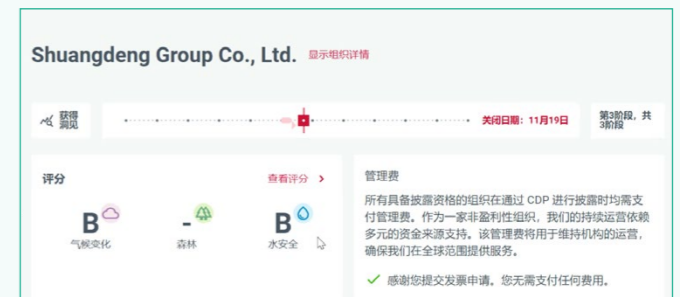 Shuangdeng Group Co., Ltd. 显示组织详情
获得
洞见
关闭日期：11月19日
第3阶段，共
3阶段
评分
查看评分
B
气候变化
-
森林
B
水安全
管理费
所有具备披露资格的组织在通过 CDP 进行披露时均需支
付管理费。作为一家非盈利性组织，我们的持续运营依赖
多元的资金来源支持。该管理费将用于维持机构的运营，
确保我们在全球范围提供服务。
感谢您提交发票申请。您无需支付任何费用。